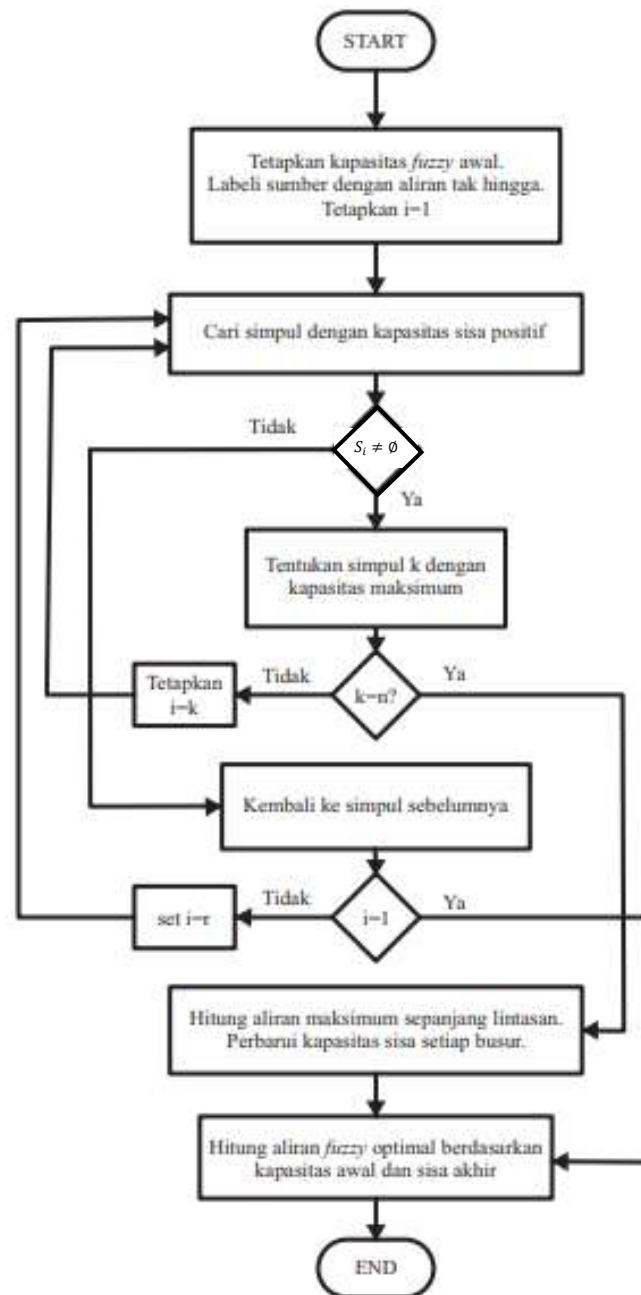 START
Tetapkan kapasitas fuzzy awal.
Labeli sumber dengan aliran tak hingga.
Tetapkan i=1
Cari simpul dengan kapasitas sisa positif
Tidak
S_i ≠ ∅
Ya
Tentukan simpul k dengan
kapasitas maksimum
Tetapkan
i=k
Tidak
k=n?
Ya
Kembali ke simpul sebelumnya
set i=r
Tidak
i=1
Ya
Hitung aliran maksimum sepanjang lintasan.
Perbarui kapasitas sisa setiap busur.
Hitung aliran fuzzy optimal berdasarkan
kapasitas awal dan sisa akhir
END